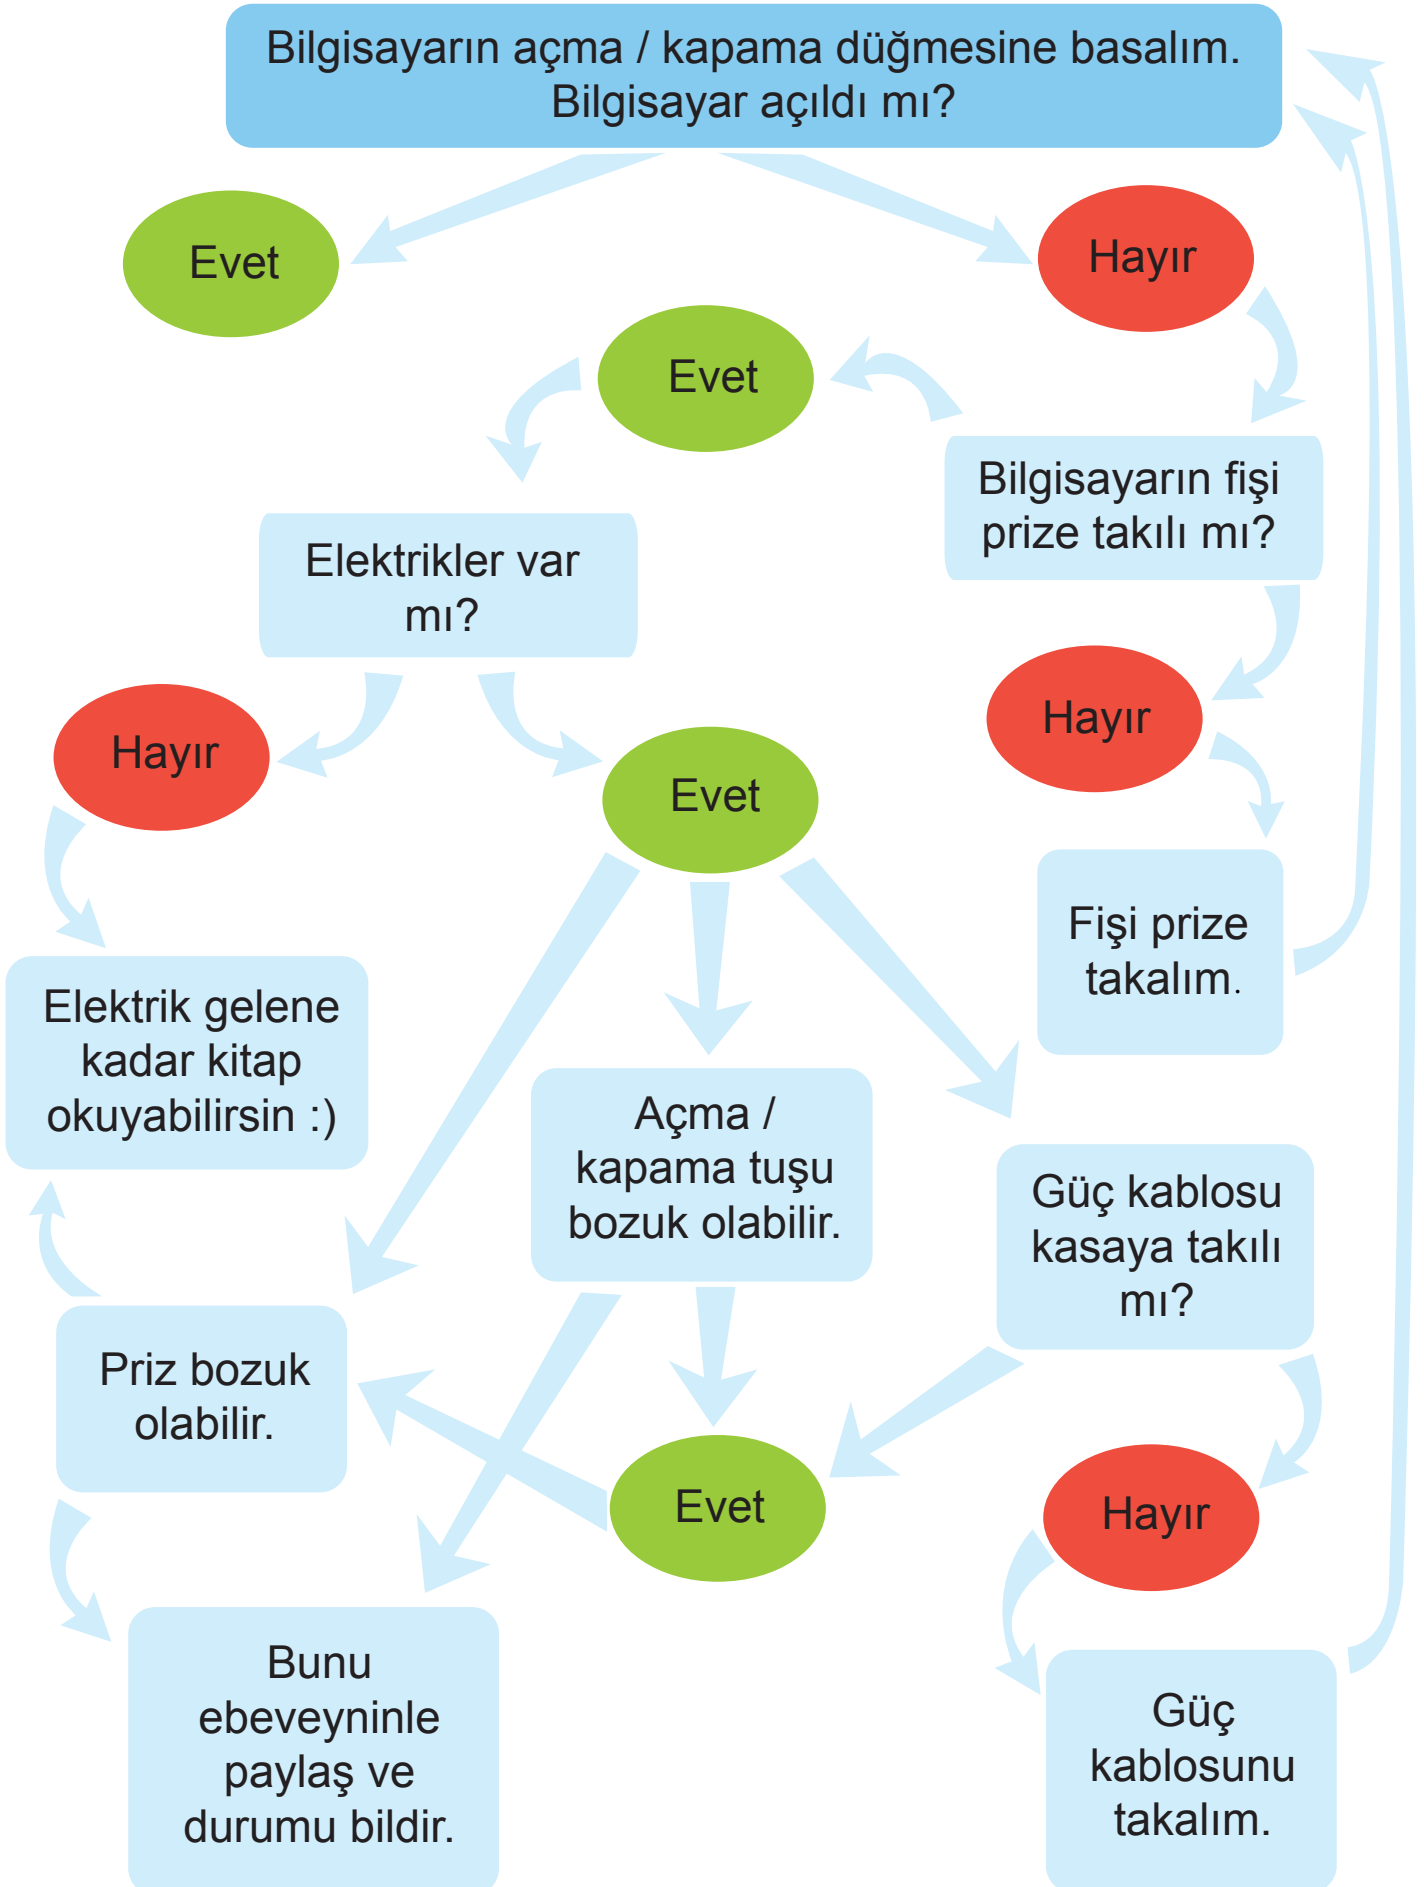 Bilgisayarın açma / kapama düğmesine basalım.
Bilgisayar açıldı mı?
Evet
Hayır
Evet
Bilgisayarın fişi
prize takılı mı?
Elektrikler var
mı?
Hayır
Hayır
Evet
Fişi prize
takalım.
Elektrik gelene
kadar kitap
okuyabilirsin :)
Açma /
kapama tuşu
bozuk olabilir.
Güç kablosu
kasaya takılı
mı?
Priz bozuk
olabilir.
Evet
Hayır
Bunu
ebeveyninle
paylaş ve
durumu bildir.
Güç
kablosunu
takalım.